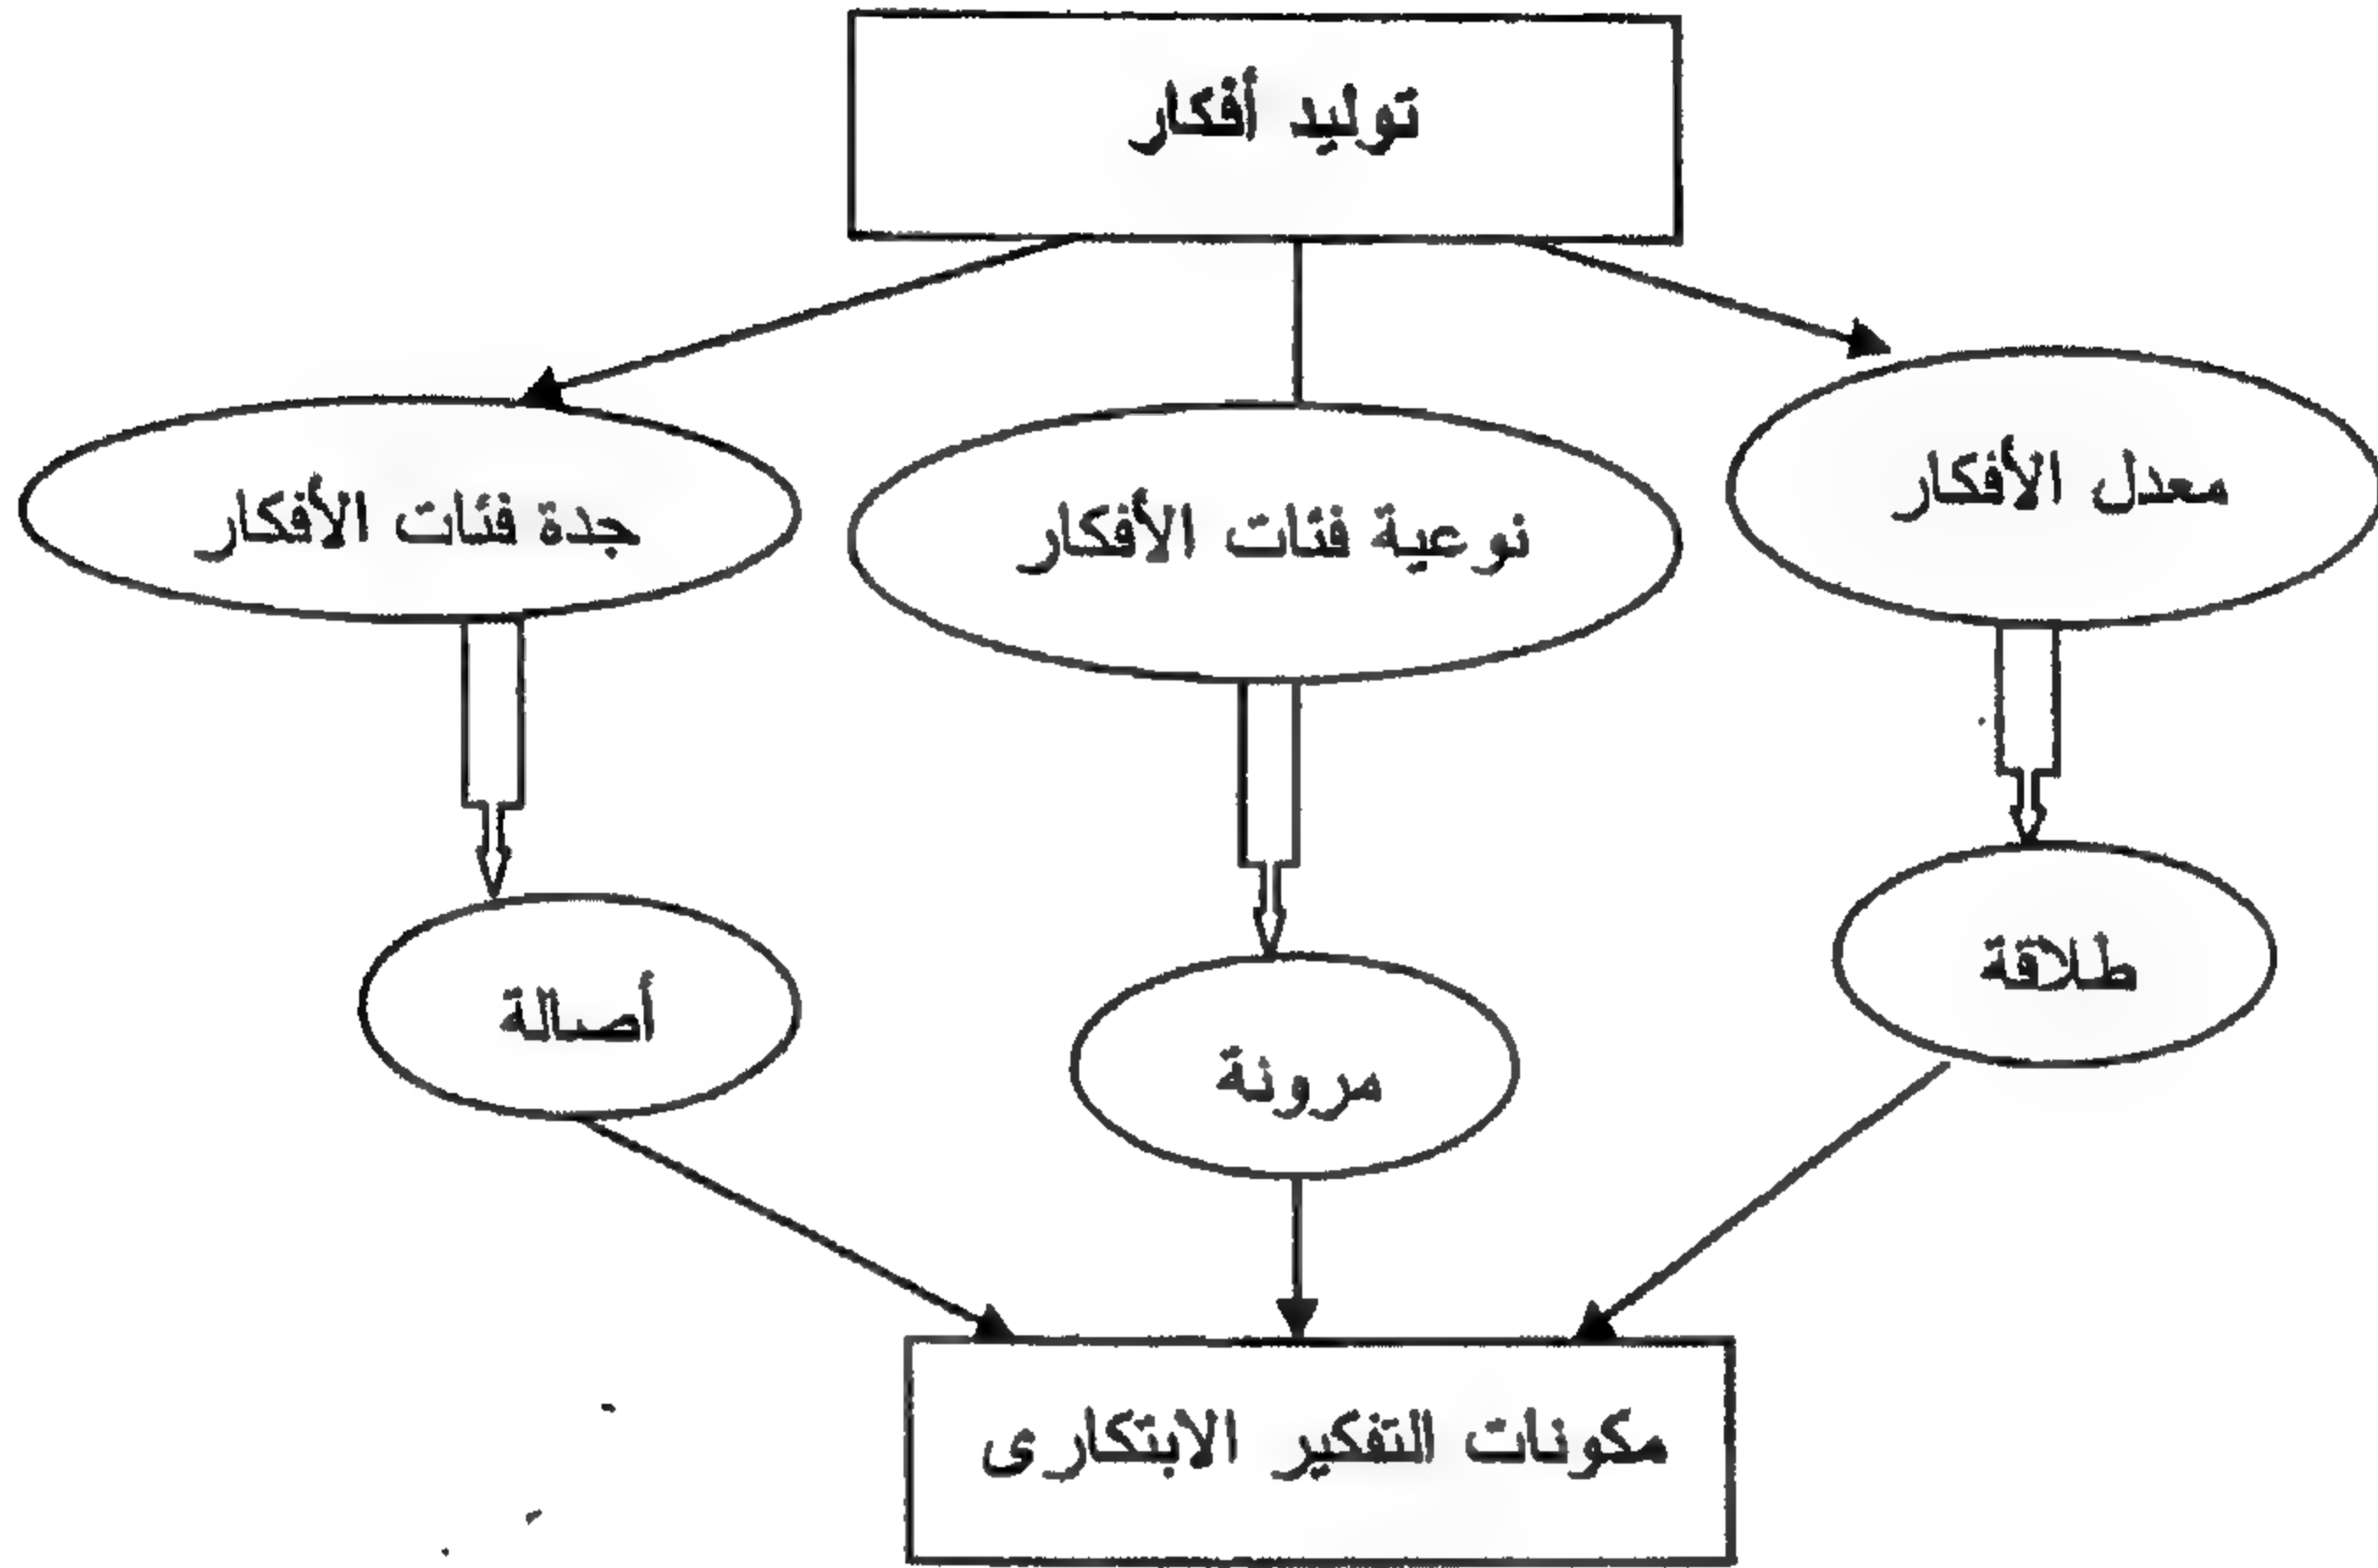 توليد أفكار
معدل الأفكار
نوعية فئات الأفكار
جدة فئات الأفكار
طلاقة
مرونة
أصالة
مكونات التفكير الابتكارى